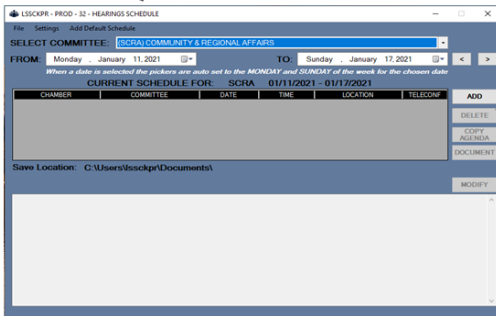 LSSCKPR - PROD - 32 - HEARINGS SCHEDULE
File Settings Add Default Schedule
SELECT COMMITTEE: (SCRA) COMMUNITY & REGIONAL AFFAIRS
FROM: Monday , January 11, 2021 TO: Sunday , January 17, 2021 < >
When a date is selected the pickers are auto set to the MONDAY and SUNDAY of the week for the chosen date
CURRENT SCHEDULE FOR: SCRA 01/11/2021 - 01/17/2021
CHAMBER COMMITTEE DATE TIME LOCATION TELECONF
ADD
DELETE
COPY
AGENDA
DOCUMENT
Save Location: C:\Users\lssckpr\Documents\
MODIFY